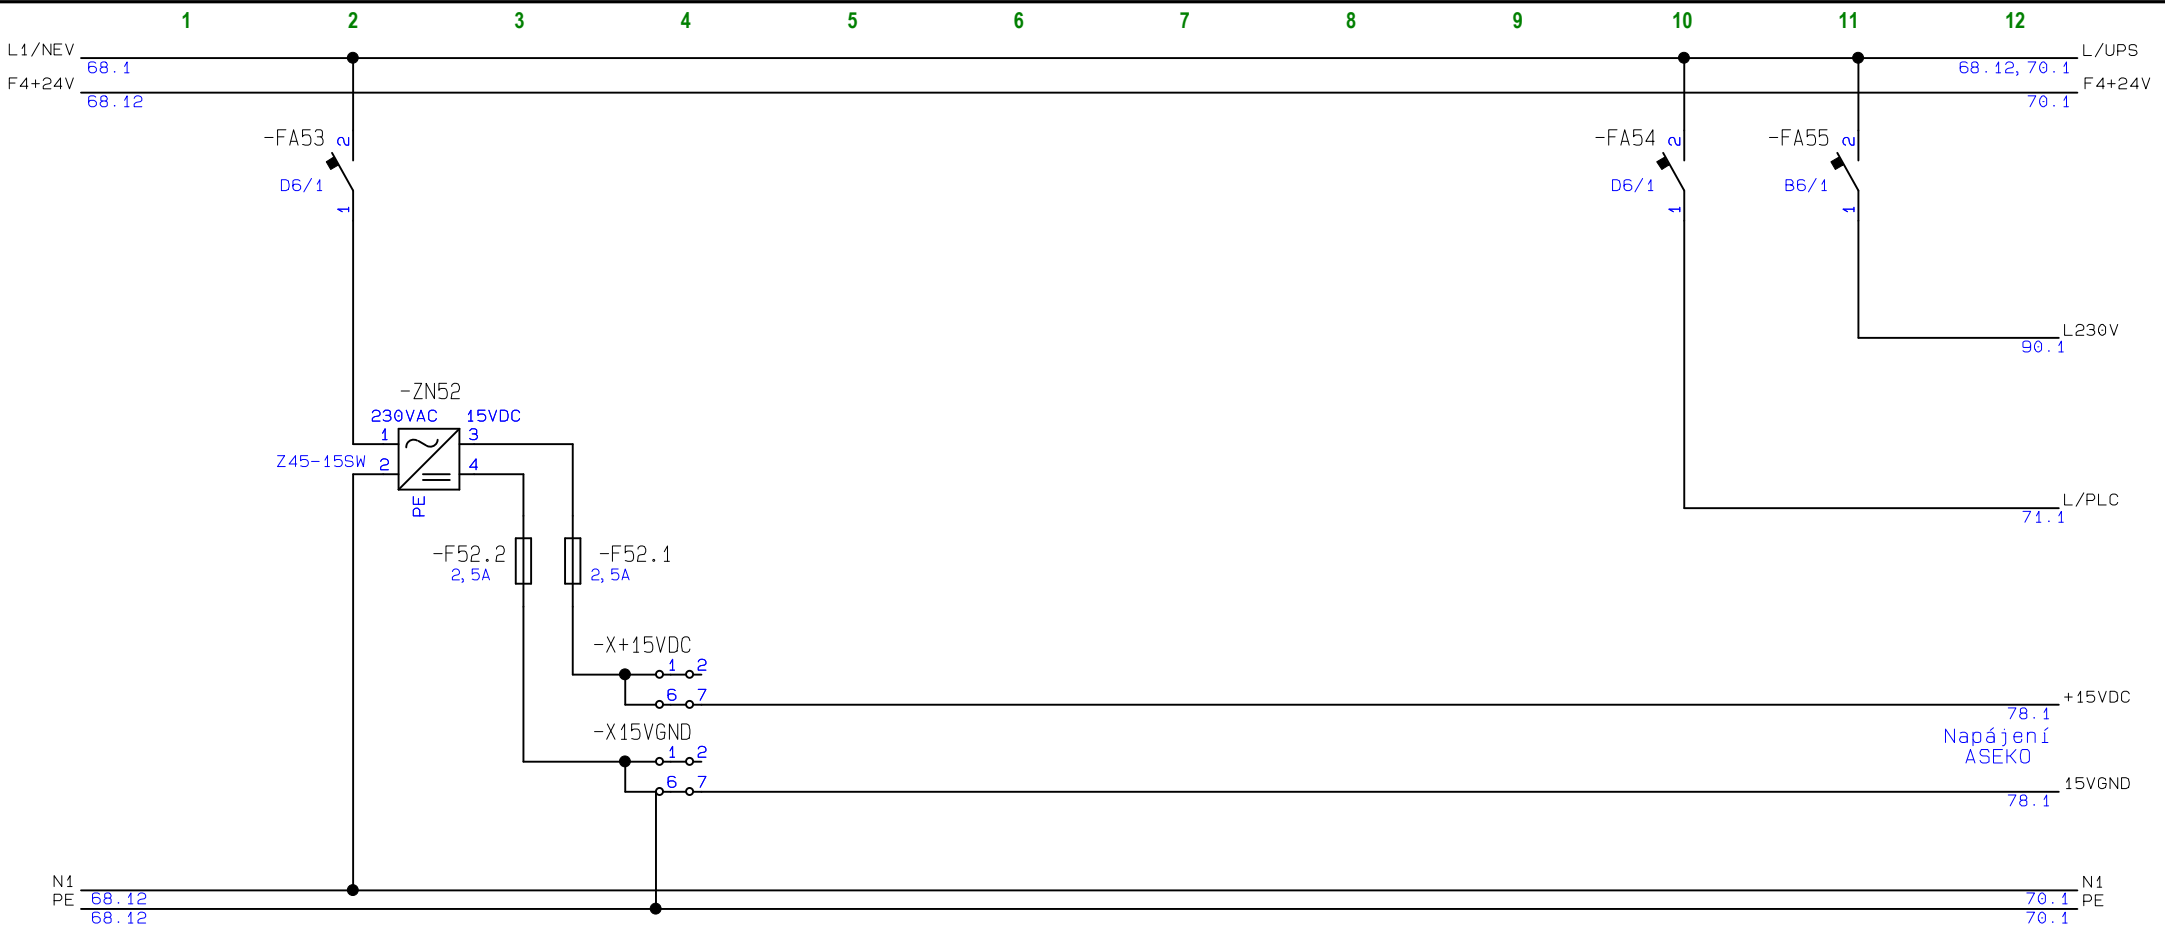 1 2 3 4 5 6 7 8 9 10 11 12
L1/NEV L/UPS
68.1 68.12,70.1
F4+24V F4+24V
68.12 70.1
-FA53 2 -FA54 2 -FA55 2
D6/1 D6/1 B6/1
1 1 1
L230V
90.1
-ZN52
230VAC 15VDC
1 3
Z45-15SW 2 4
PE
L/PLC
71.1
-F52.2 -F52.1
2,5A 2,5A
-X+15VDC
1 2
6 7 +15VDC
78.1
-X15VGND Napájení
1 2 ASEKO
6 7 15VGND
78.1
N1 N1
68.12 70.1
PE PE
68.12 70.1